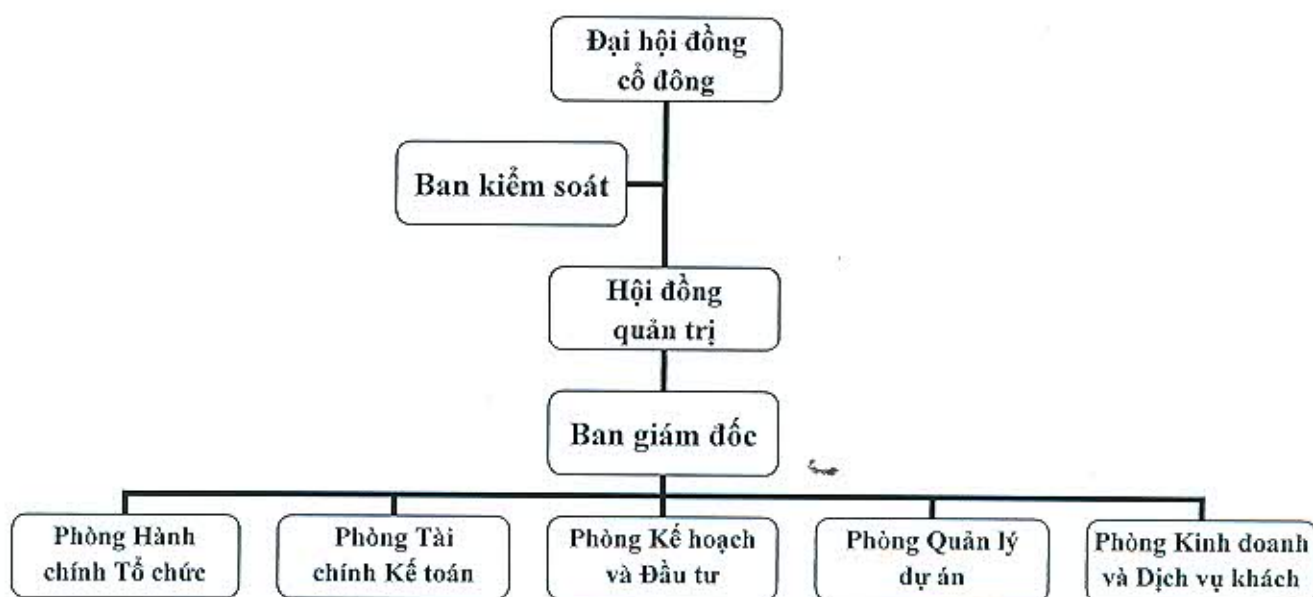 Đại hội đồng
cổ đông
Ban kiểm soát
Hội đồng
quản trị
Ban giám đốc
Phòng Hành
chính Tổ chức
Phòng Tài
chính Kế toán
Phòng Kế hoạch
và Đầu tư
Phòng Quản lý
dự án
Phòng Kinh doanh
và Dịch vụ khách